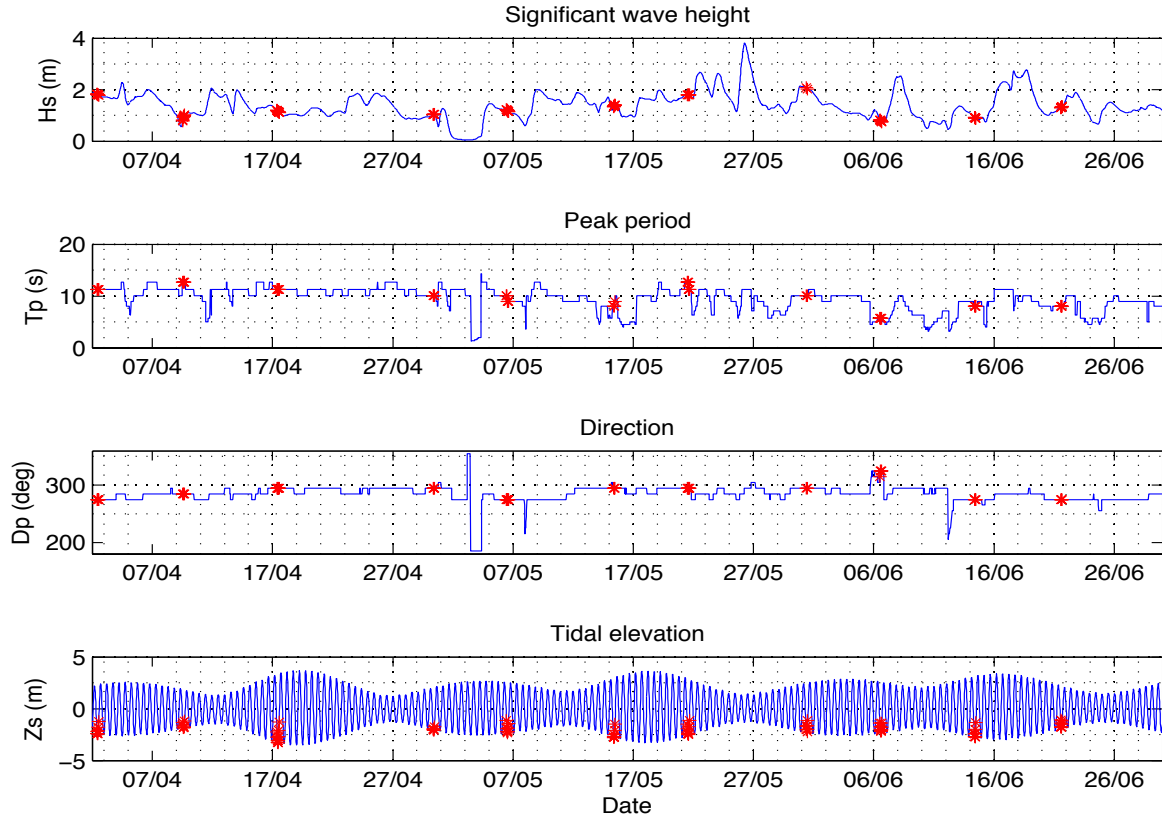 Significant wave height
Hs (m)
4
2
0
07/04 17/04 27/04 07/05 17/05 27/05 06/06 16/06 26/06
Peak period
Tp (s)
20
10
0
07/04 17/04 27/04 07/05 17/05 27/05 06/06 16/06 26/06
Direction
Dp (deg)
300
200
07/04 17/04 27/04 07/05 17/05 27/05 06/06 16/06 26/06
Tidal elevation
Zs (m)
5
0
−5
07/04 17/04 27/04 07/05 17/05 27/05 06/06 16/06 26/06
Date